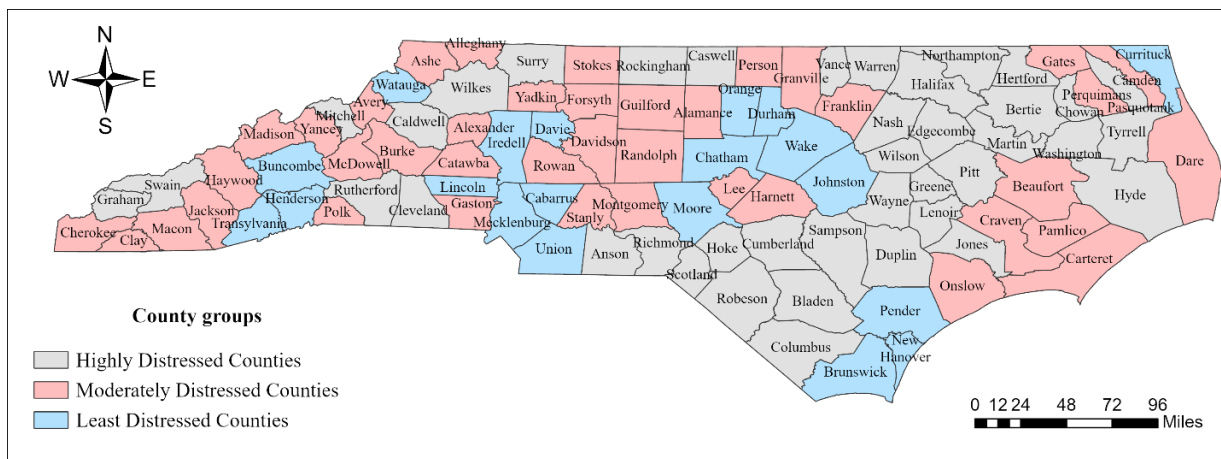 N
W E
S
Alleghany
Ashe
Surry
Stokes
Rockingham
Caswell
Person
Granville
Vance
Warren
Northampton
Halifax
Hertford
Gates
Currituck
Camden
Perquimans
Pasquotank
Chowan
Bertie
Watauga
Wilkes
Yadkin
Forsyth
Guilford
Alamance
Orange
Durham
Franklin
Nash
Edgecombe
Martin
Washington
Tyrrell
Dare
Avery
Mitchell
Yancey
Madison
Caldwell
Alexander
Iredell
Davie
Davidson
Randolph
Chatham
Wake
Wilson
Pitt
Beaufort
Hyde
Buncombe
McDowell
Burke
Catawba
Rowan
Haywood
Swain
Graham
Jackson
Henderson
Transylvania
Rutherford
Polk
Cleveland
Lincoln
Gaston
Mecklenburg
Cabarrus
Stanly
Montgomery
Moore
Lee
Harnett
Johnston
Wayne
Greene
Lenoir
Craven
Pamlico
Cherokee
Clay
Macon
Union
Anson
Richmond
Scotland
Hoke
Cumberland
Sampson
Duplin
Jones
Onslow
Carteret
Robeson
Bladen
Pender
Columbus
New
Hanover
Brunswick
County groups
Highly Distressed Counties
Moderately Distressed Counties
Least Distressed Counties
0 12 24 48 72 96
Miles